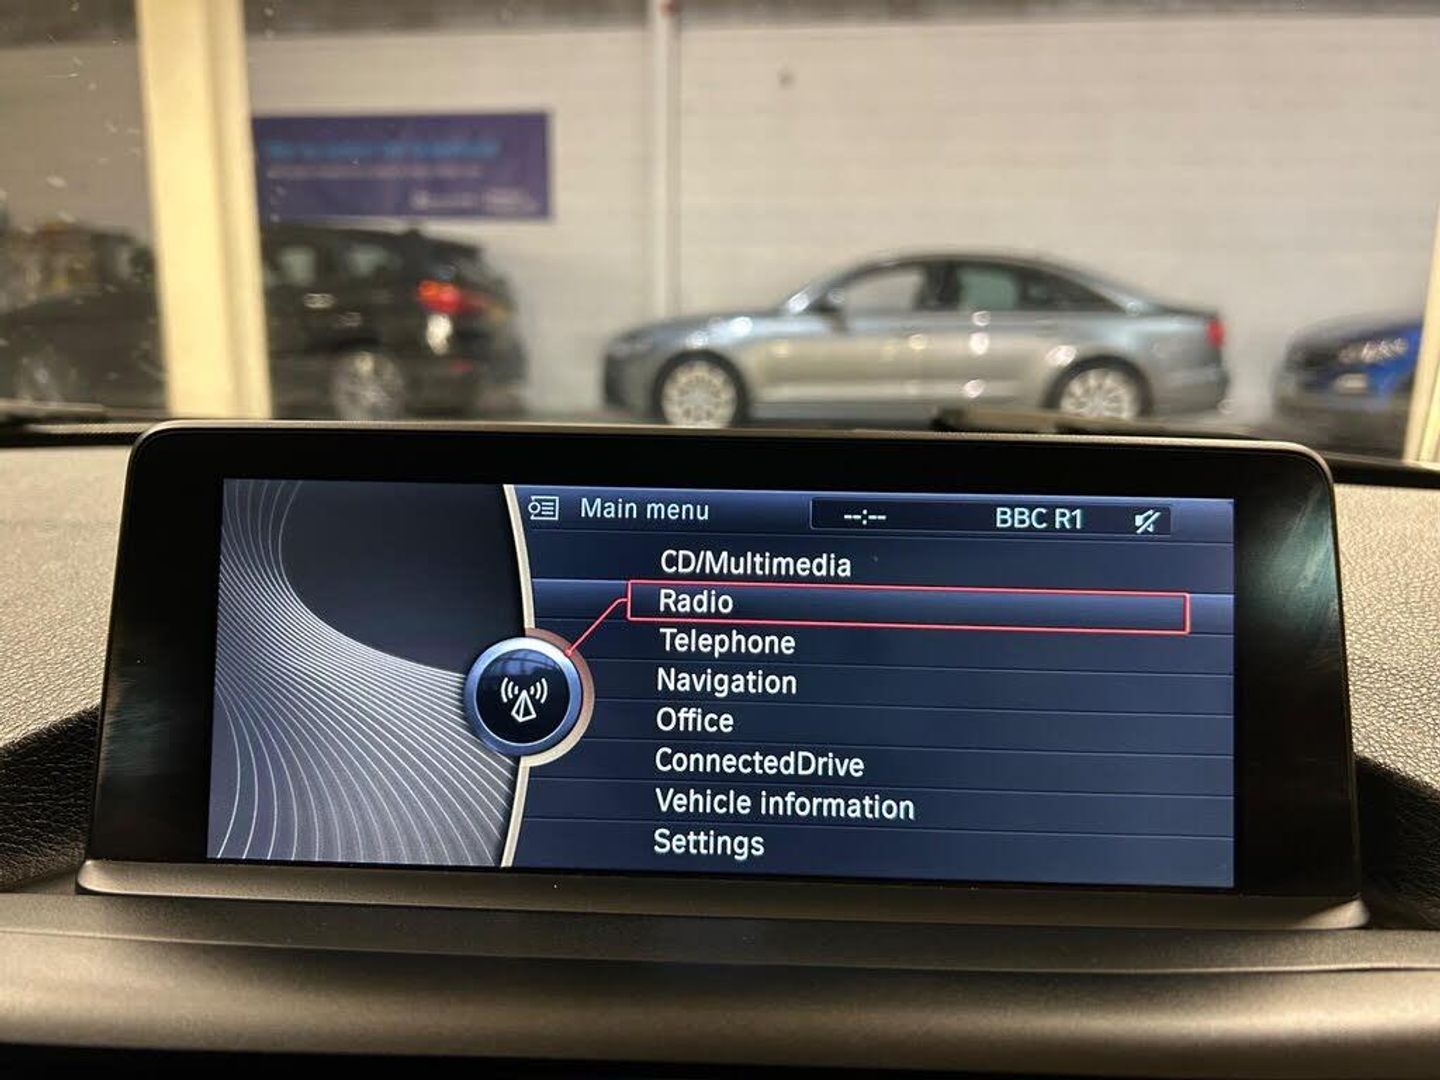 Main menu
--:--
BBC R1
CD/Multimedia
Radio
Telephone
Navigation
Office
ConnectedDrive
Vehicle information
Settings